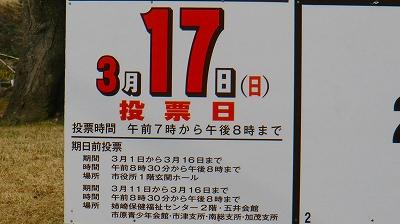 3月17日(日)
投票日
投票時間 午前7時から午後8時まで
期日前投票
期間 3月1日から3月16日まで
午前8時30分から午後8時まで
場所 市役所1階玄関ホール
期間 3月11日から3月16日まで
午前8時30分から午後8時まで
場所 姉崎保健福祉センター2階・五井会館
市原青少年会館・市津支所・南総支所・加茂支所
2